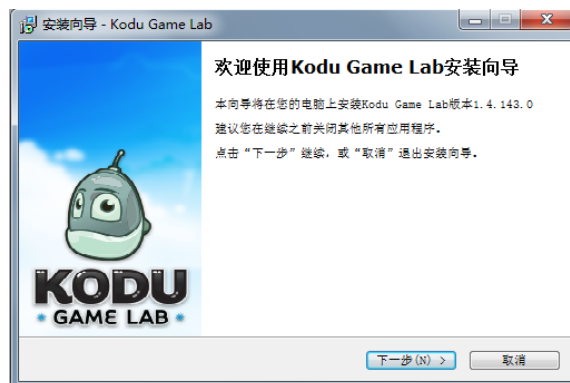 安装向导 - Kodu Game Lab
欢迎使用Kodu Game Lab安装向导
本向导将在您的电脑上安装Kodu Game Lab版本1.4.143.0
建议您在继续之前关闭其他所有应用程序。
点击“下一步”继续，或“取消”退出安装向导。
KODU
GAME LAB
下一步(N) >
取消